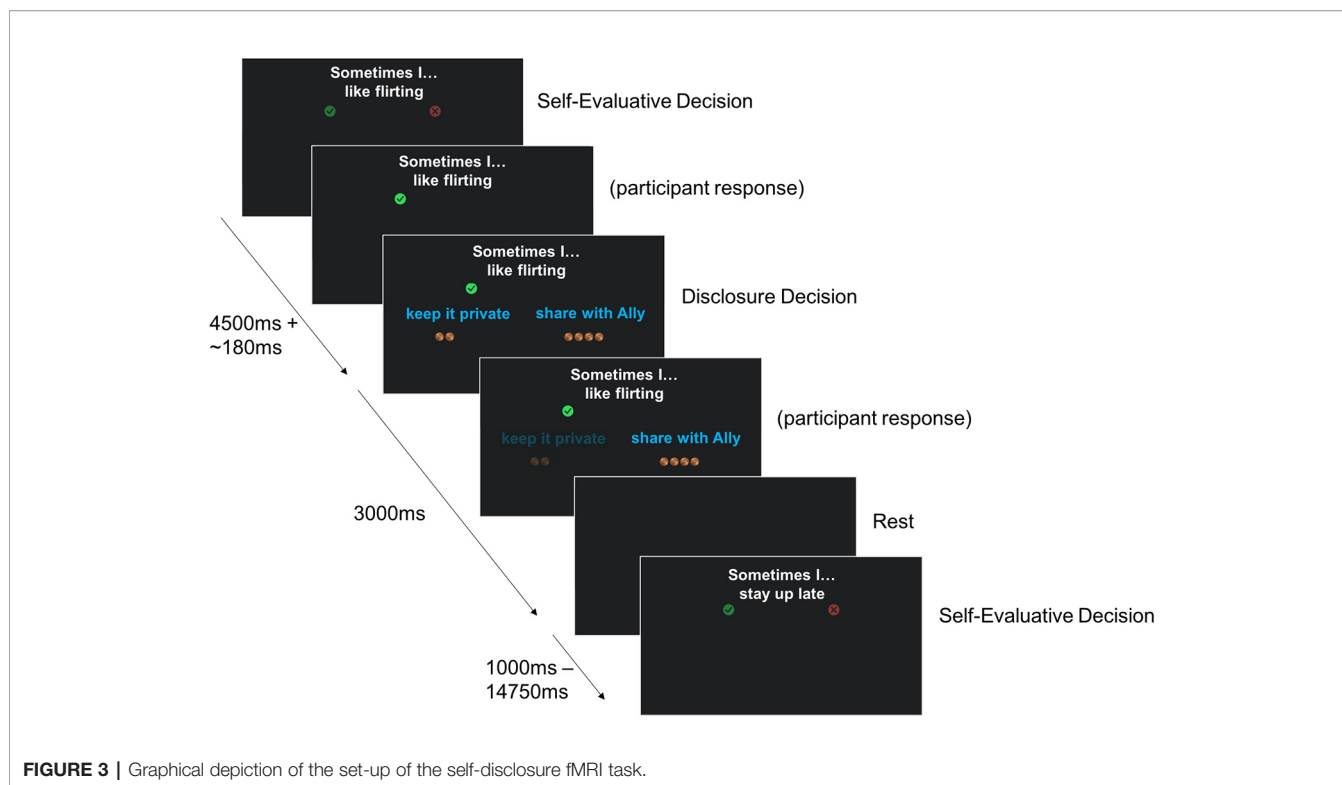 Sometimes I…
like flirting
Self-Evaluative Decision
Sometimes I…
like flirting
(participant response)
Sometimes I…
like flirting
keep it private share with Ally
Disclosure Decision
4500ms +
~180ms
Sometimes I…
like flirting
keep it private share with Ally
(participant response)
3000ms
Rest
Sometimes I…
stay up late
Self-Evaluative Decision
1000ms –
14750ms
FIGURE 3 | Graphical depiction of the set-up of the self-disclosure fMRI task.